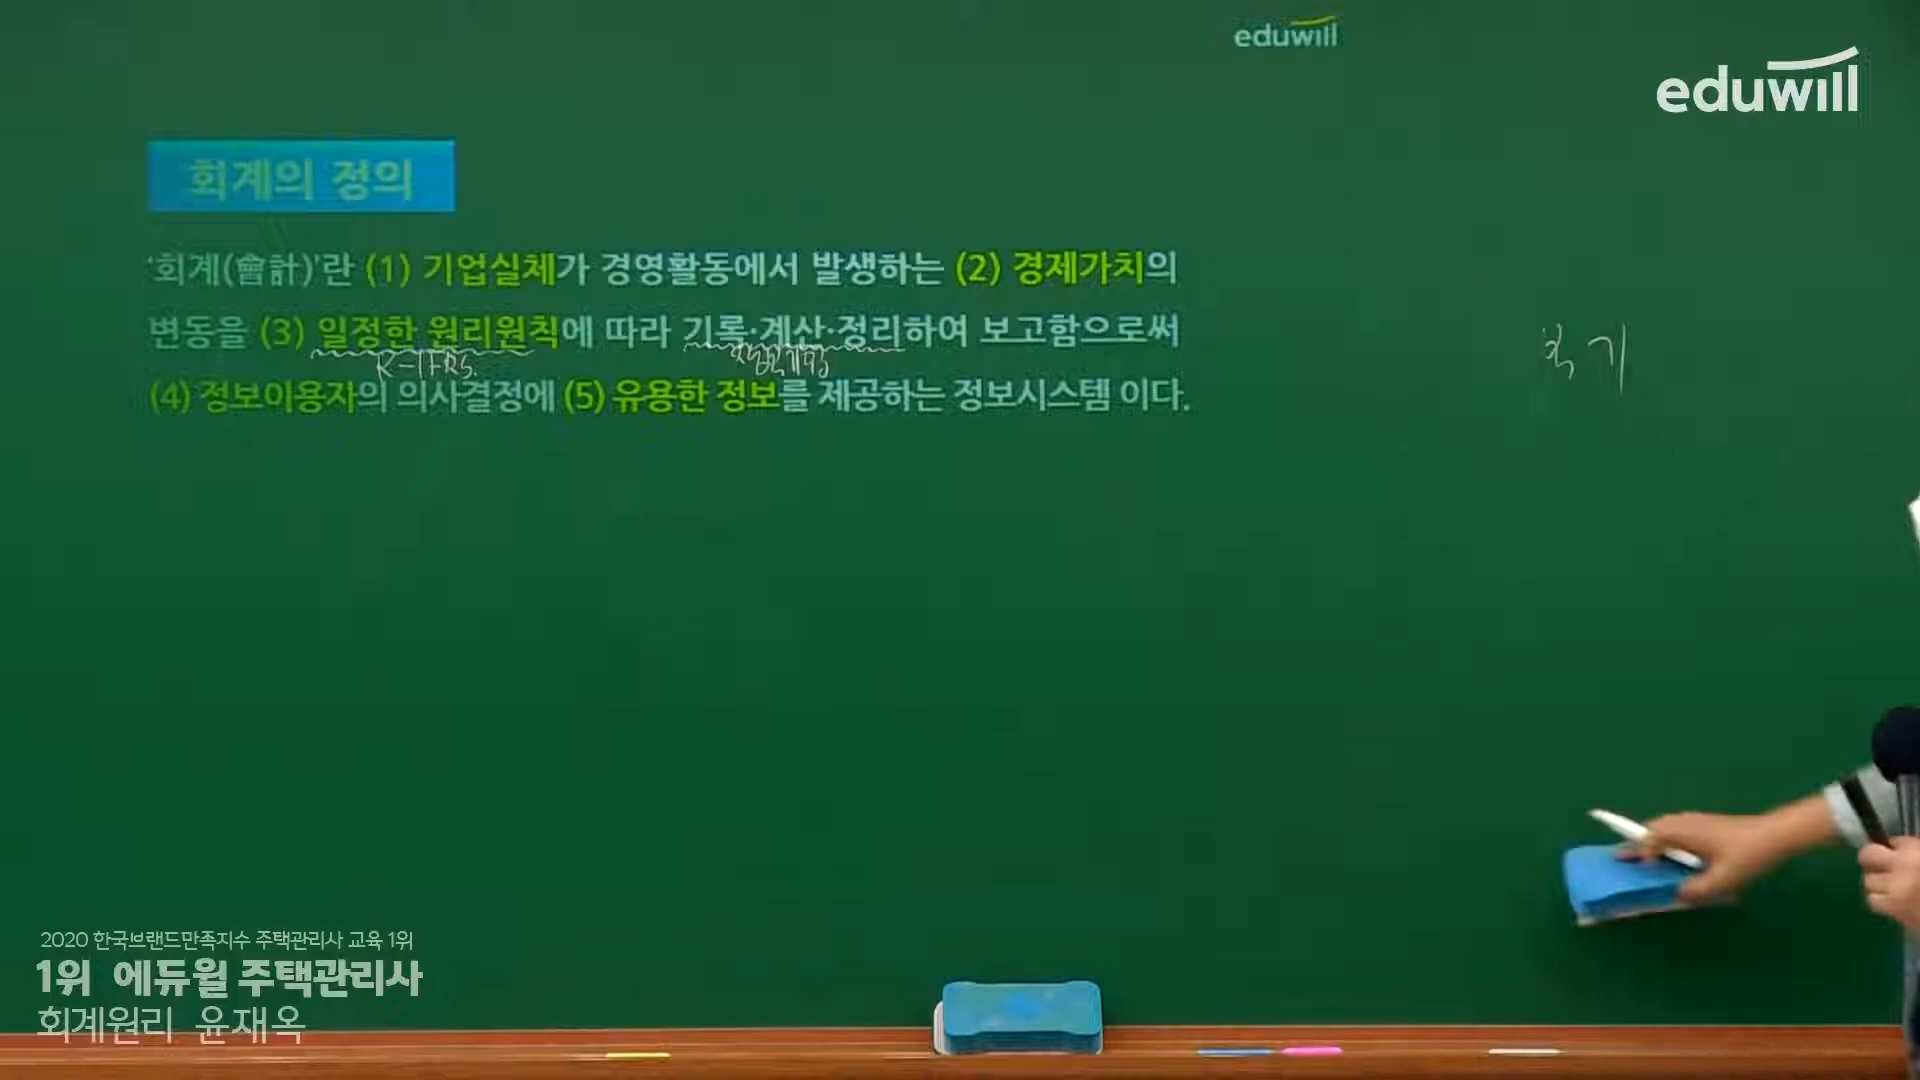 eduwill
eduwill
회계의 정의
‘회계(會計)’란 (1) 기업실체가 경영활동에서 발생하는 (2) 경제가치의
변동을 (3) 일정한 원리원칙에 따라 기록·계산·정리하여 보고함으로써
K-IFRS.
(4) 정보이용자의 의사결정에 (5) 유용한 정보를 제공하는 정보시스템 이다.
2020 한국브랜드만족지수 주택관리사 교육 1위
1위 에듀윌 주택관리사
회계원리 윤재옥